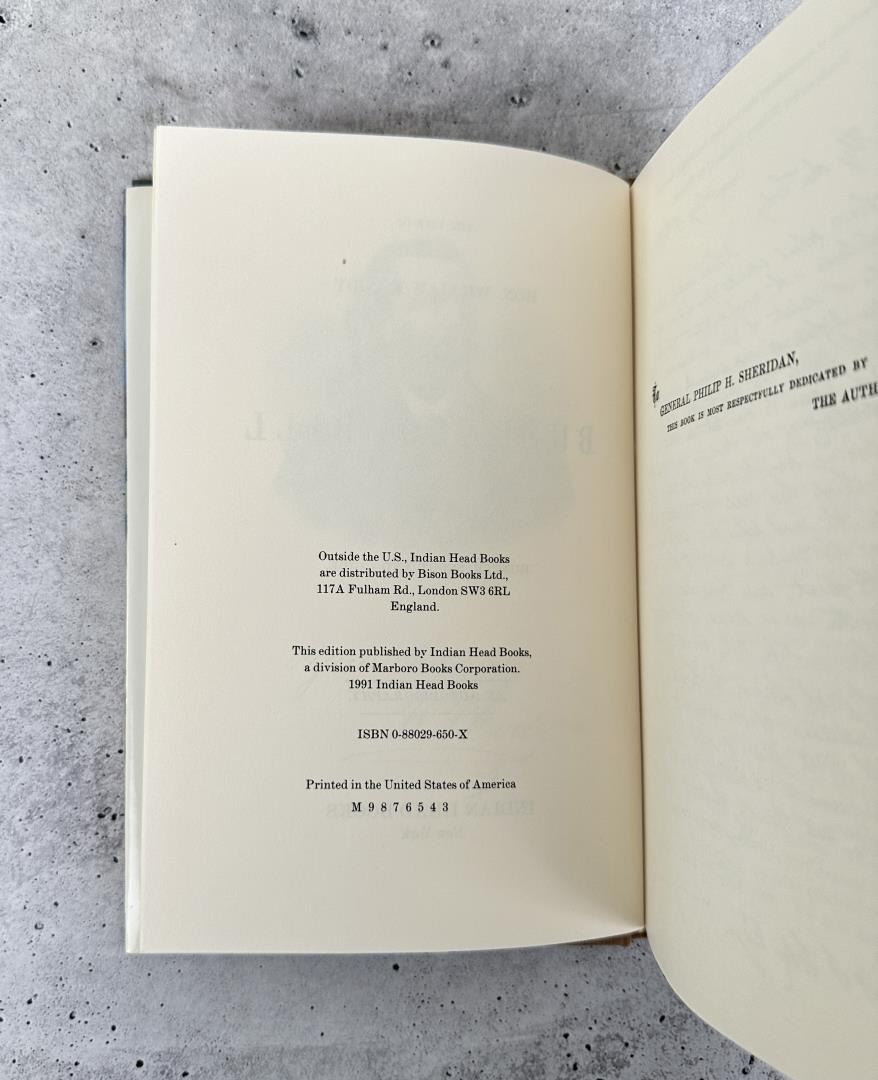 Outside the U.S., Indian Head Books
are distributed by Bison Books Ltd.,
117A Fulham Rd., London SW3 6RL
England.
This edition published by Indian Head Books,
a division of Marboro Books Corporation.
1991 Indian Head Books
ISBN 0-88029-650-X
Printed in the United States of America
M 9 8 7 6 5 4 3
To
GENERAL PHILIP H. SHERIDAN,
THIS BOOK IS MOST RESPECTFULLY DEDICATED BY
THE AUTH